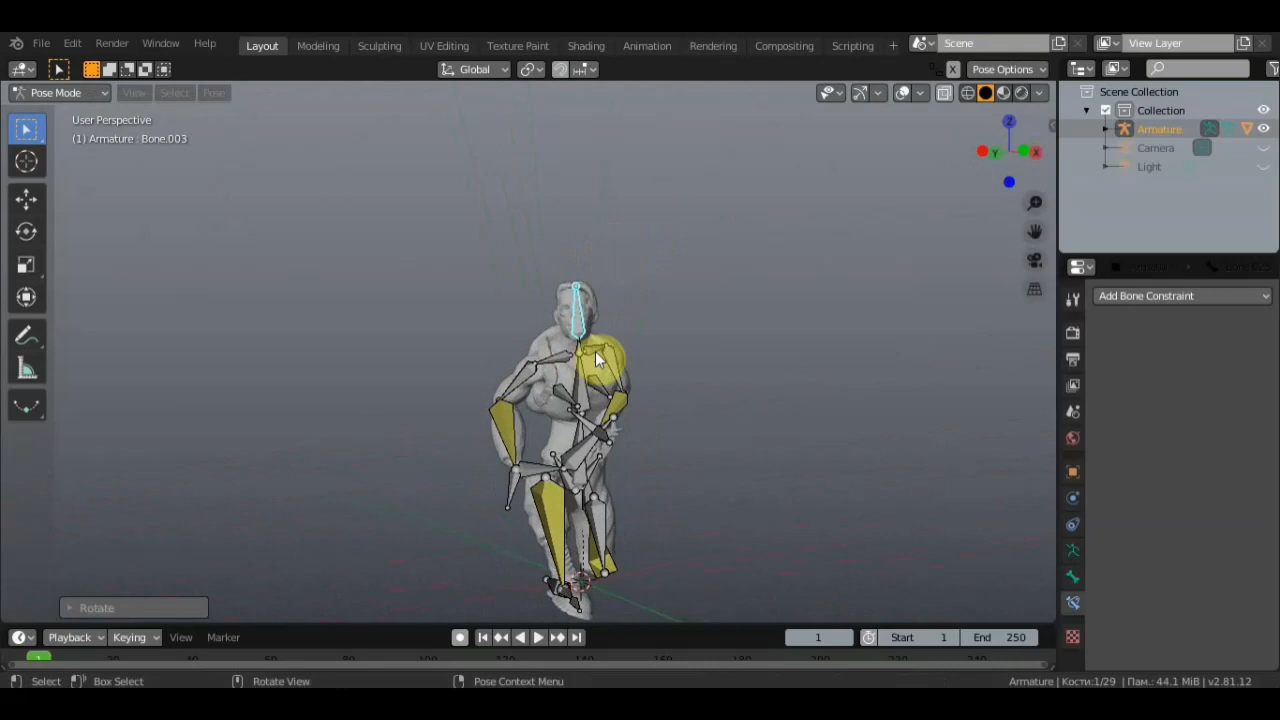 File Edit Render Window Help
Layout Modeling Sculpting UV Editing Texture Paint Shading Animation Rendering Compositing Scripting +
Scene
View Layer
Global
X Pose Options
Pose Mode View Select Pose
User Perspective
(1) Armature : Bone.003
Z
Y
X
Scene Collection
Collection
Armature
Camera
Light
Add Bone Constraint
Rotate
Playback Keying View Marker
1
Start 1 End 250
1
Select Box Select Rotate View Pose Context Menu
Armature | Кости:1/29 | Пам.: 44.1 MiB | v2.81.12